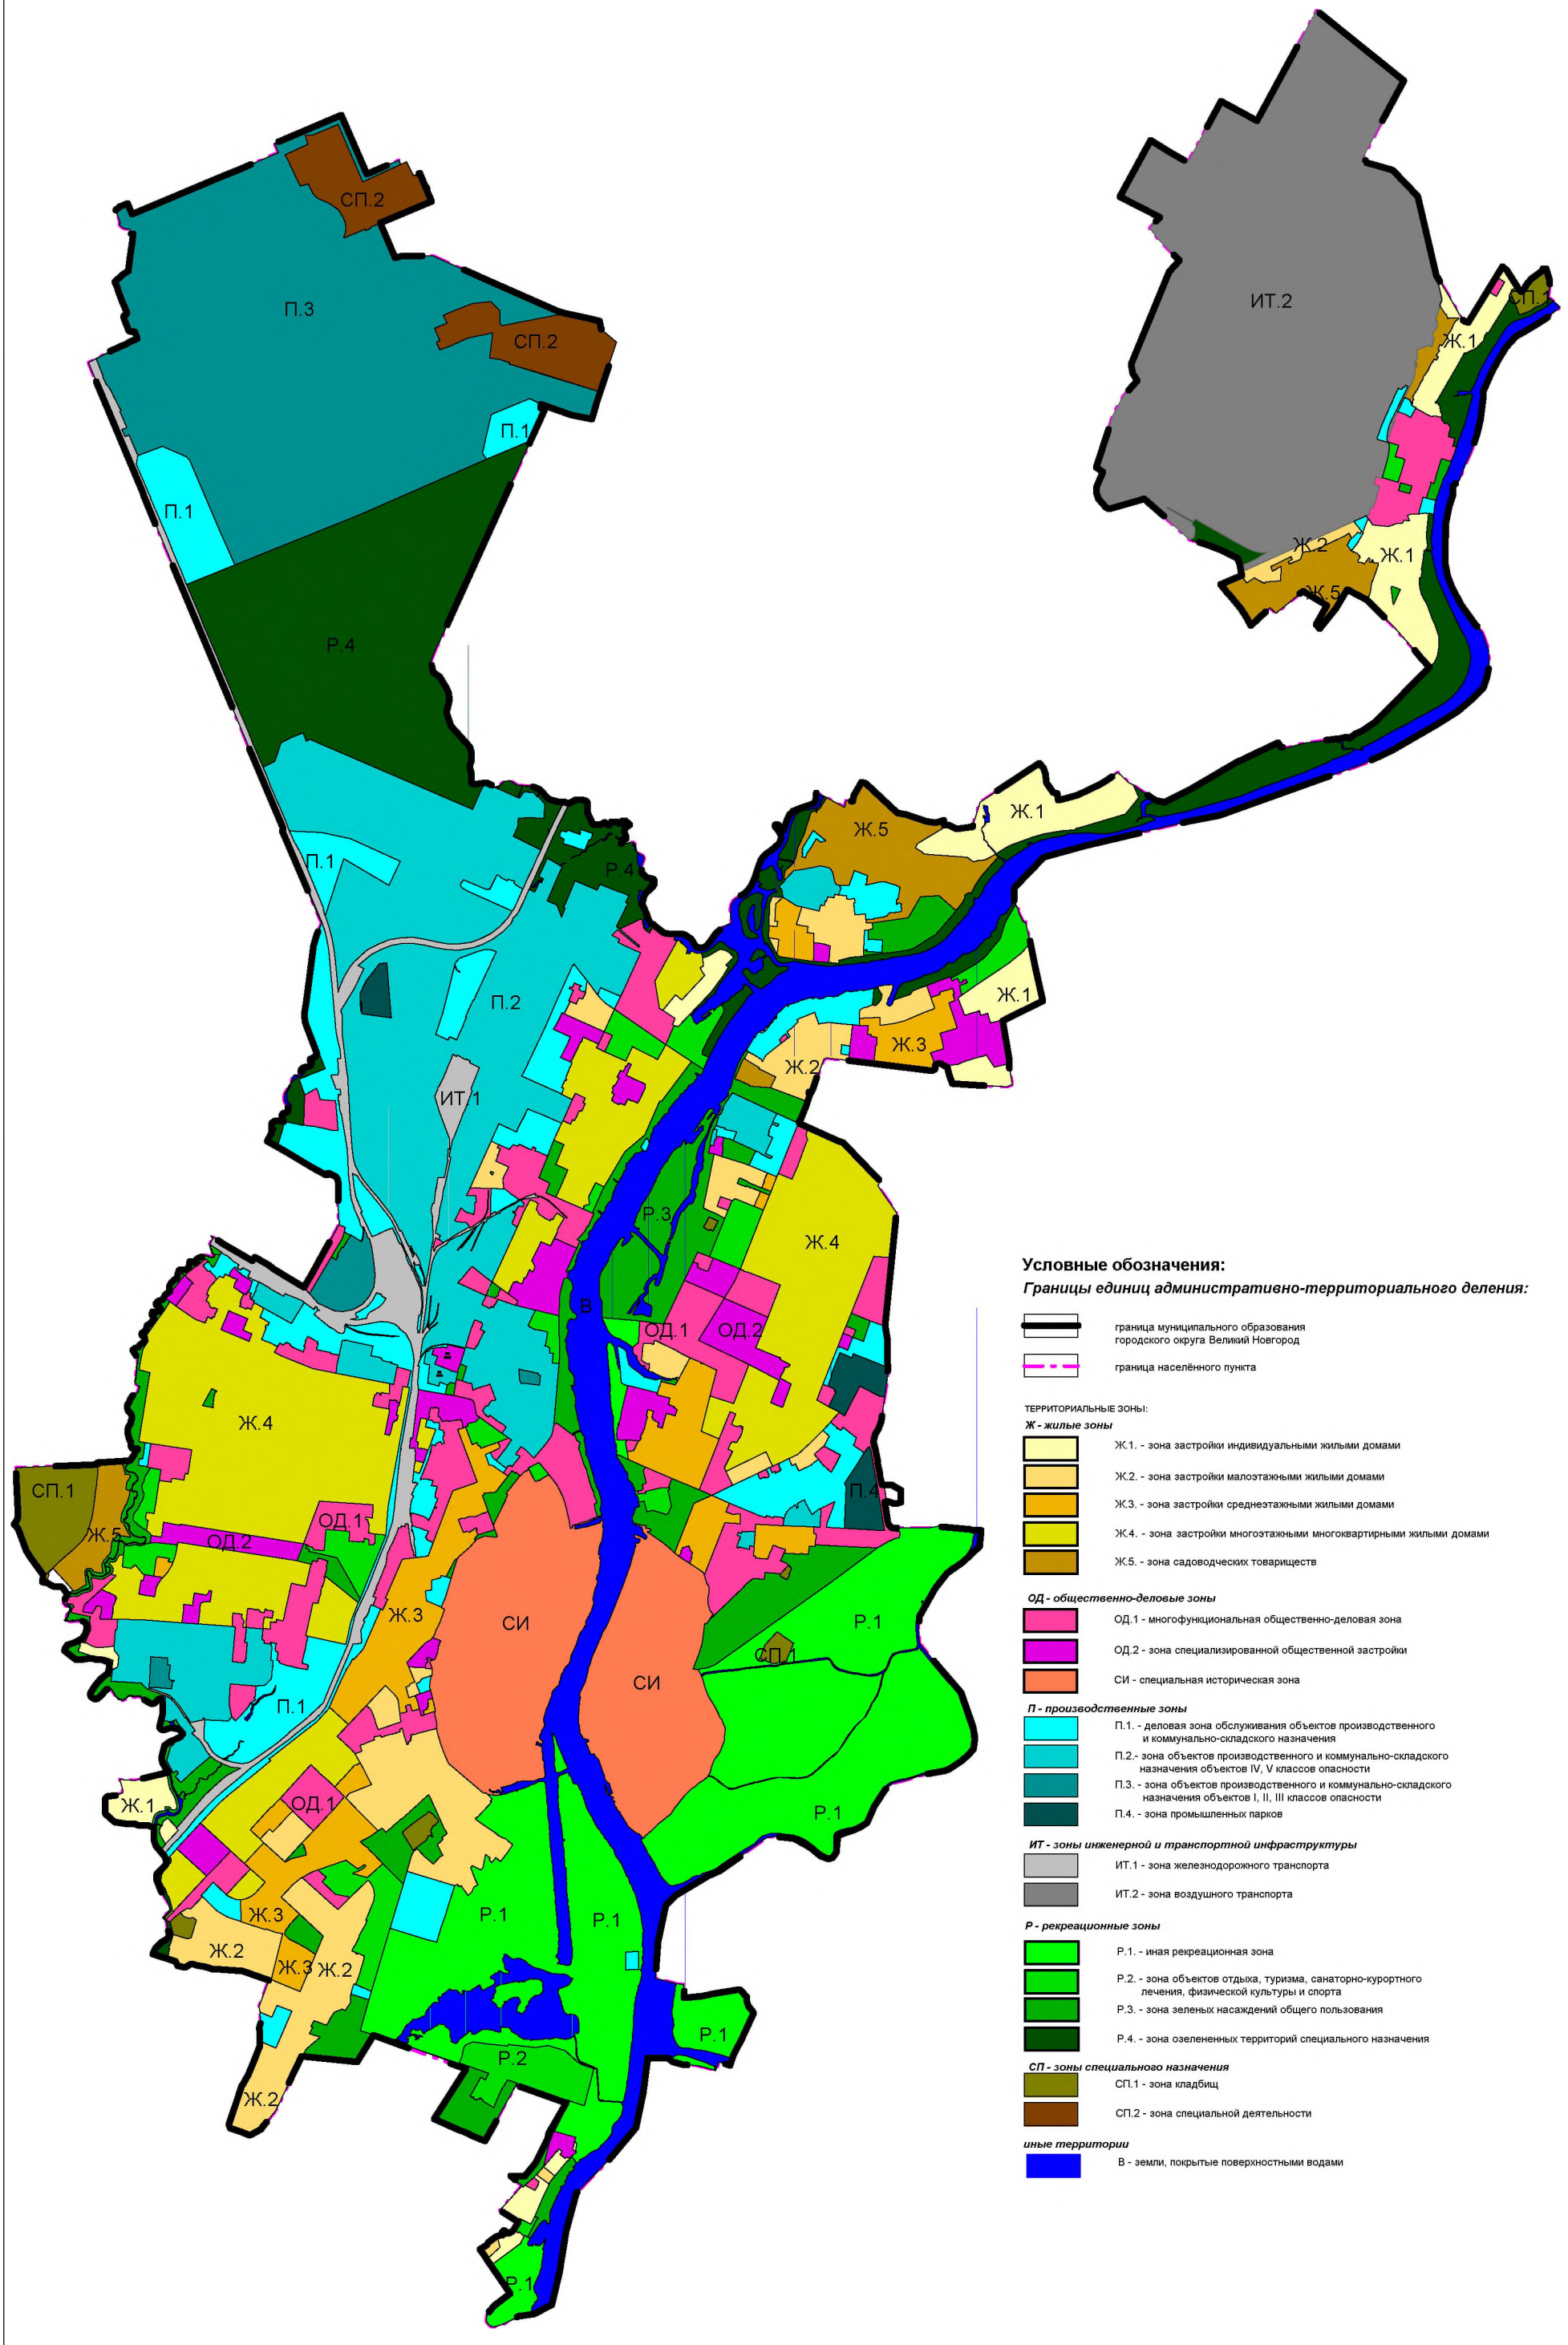 СП.2
П.3
ИТ.2
СП.1
СП.2
Ж.1
П.1
П.1
Ж.2
Ж.1
Ж.5
Р.4
Ж.1
Ж.5
П.1
Р.4
Ж.1
П.2
Ж.3
Ж.2
ИТ.1
Р.3
Ж.4
В
ОД.1
ОД.2
Ж.4
СП.1
П.4
ОД.1
Ж.5
ОД.2
Ж.3
СИ
Р.1
СП.1
СИ
П.1
Ж.1
ОД.1
Р.1
Ж.3
Р.1
Р.1
Ж.2
Ж.3
Ж.2
Р.1
Р.2
Ж.2
Р.1
Условные обозначения:
Границы единиц административно-территориального деления:
граница муниципального образования
городского округа Великий Новгород
граница населённого пункта
ТЕРРИТОРИАЛЬНЫЕ ЗОНЫ:
Ж - жилые зоны
Ж.1. - зона застройки индивидуальными жилыми домами
Ж.2. - зона застройки малоэтажными жилыми домами
Ж.3. - зона застройки среднеэтажными жилыми домами
Ж.4. - зона застройки многоэтажными многоквартирными жилыми домами
Ж.5. - зона садоводческих товариществ
ОД - общественно-деловые зоны
ОД.1 - многофункциональная общественно-деловая зона
ОД.2 - зона специализированной общественной застройки
СИ - специальная историческая зона
П - производственные зоны
П.1. - деловая зона обслуживания объектов производственного
и коммунально-складского назначения
П.2.- зона объектов производственного и коммунально-складского
назначения объектов IV, V классов опасности
П.3. - зона объектов производственного и коммунально-складского
назначения объектов I, II, III классов опасности
П.4. - зона промышленных парков
ИТ - зоны инженерной и транспортной инфраструктуры
ИТ.1 - зона железнодорожного транспорта
ИТ.2 - зона воздушного транспорта
Р - рекреационные зоны
Р.1. - иная рекреационная зона
Р.2. - зона объектов отдыха, туризма, санаторно-курортного
лечения, физической культуры и спорта
Р.3. - зона зеленых насаждений общего пользования
Р.4. - зона озелененных территорий специального назначения
СП - зоны специального назначения
СП.1 - зона кладбищ
СП.2 - зона специальной деятельности
иные территории
В - земли, покрытые поверхностными водами